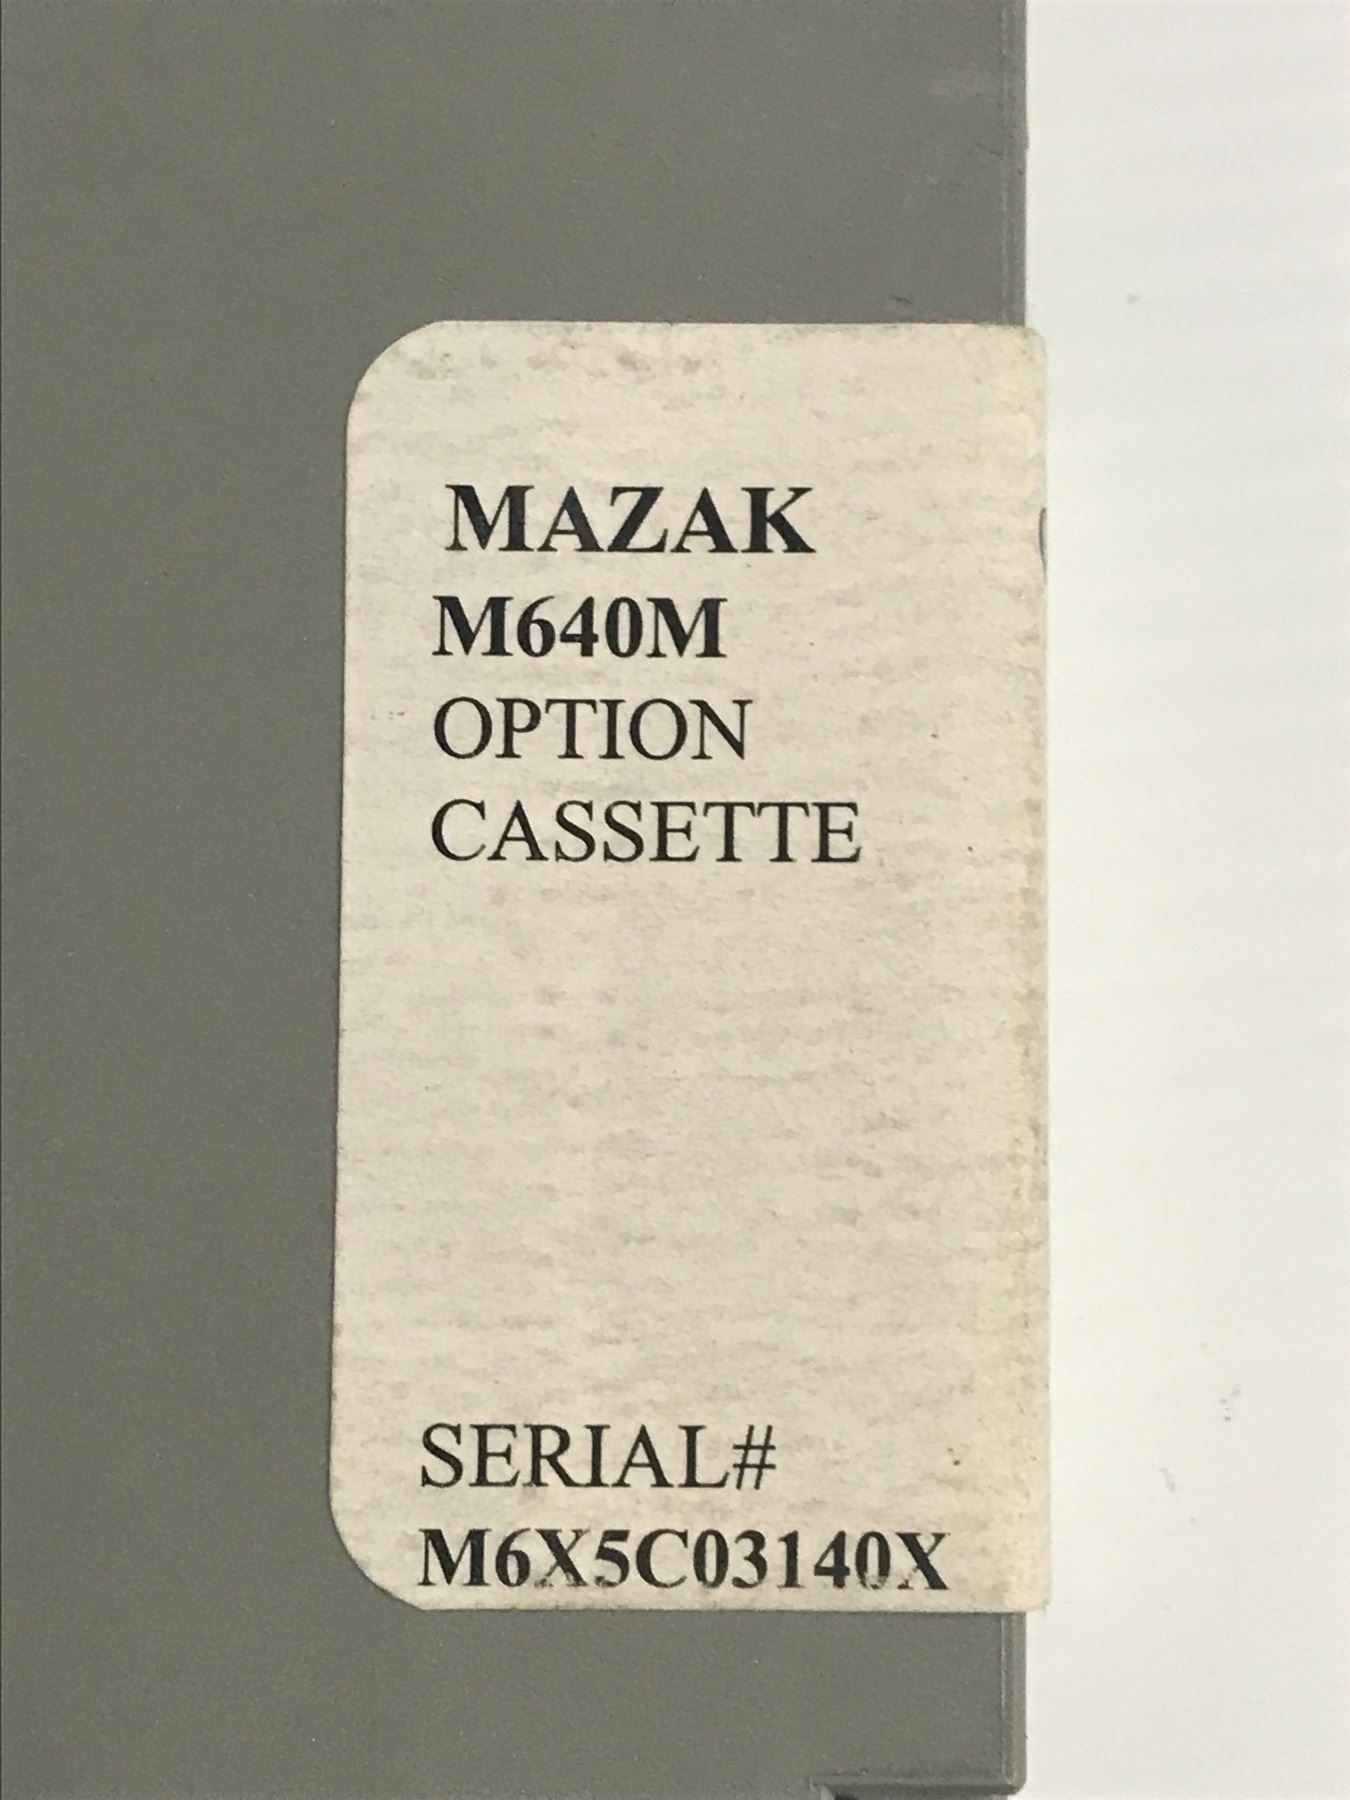 MAZAK
M640M
OPTION
CASSETTE
SERIAL#
M6X5C03140X